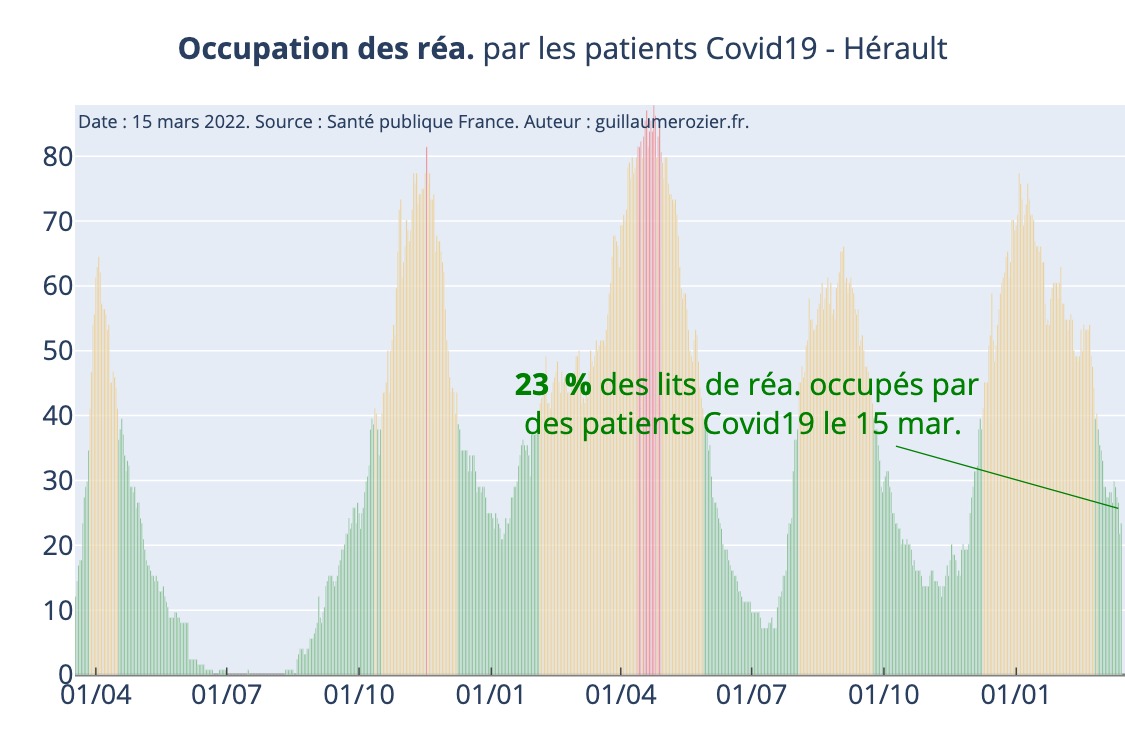 Occupation des réa. par les patients Covid19 - Hérault
Date : 15 mars 2022. Source : Santé publique France. Auteur : guillaumerozier.fr.
80
70
60
50
23 % des lits de réa. occupés par
des patients Covid19 le 15 mar.
40
30
20
10
0
01/04 01/07 01/10 01/01 01/04 01/07 01/10 01/01